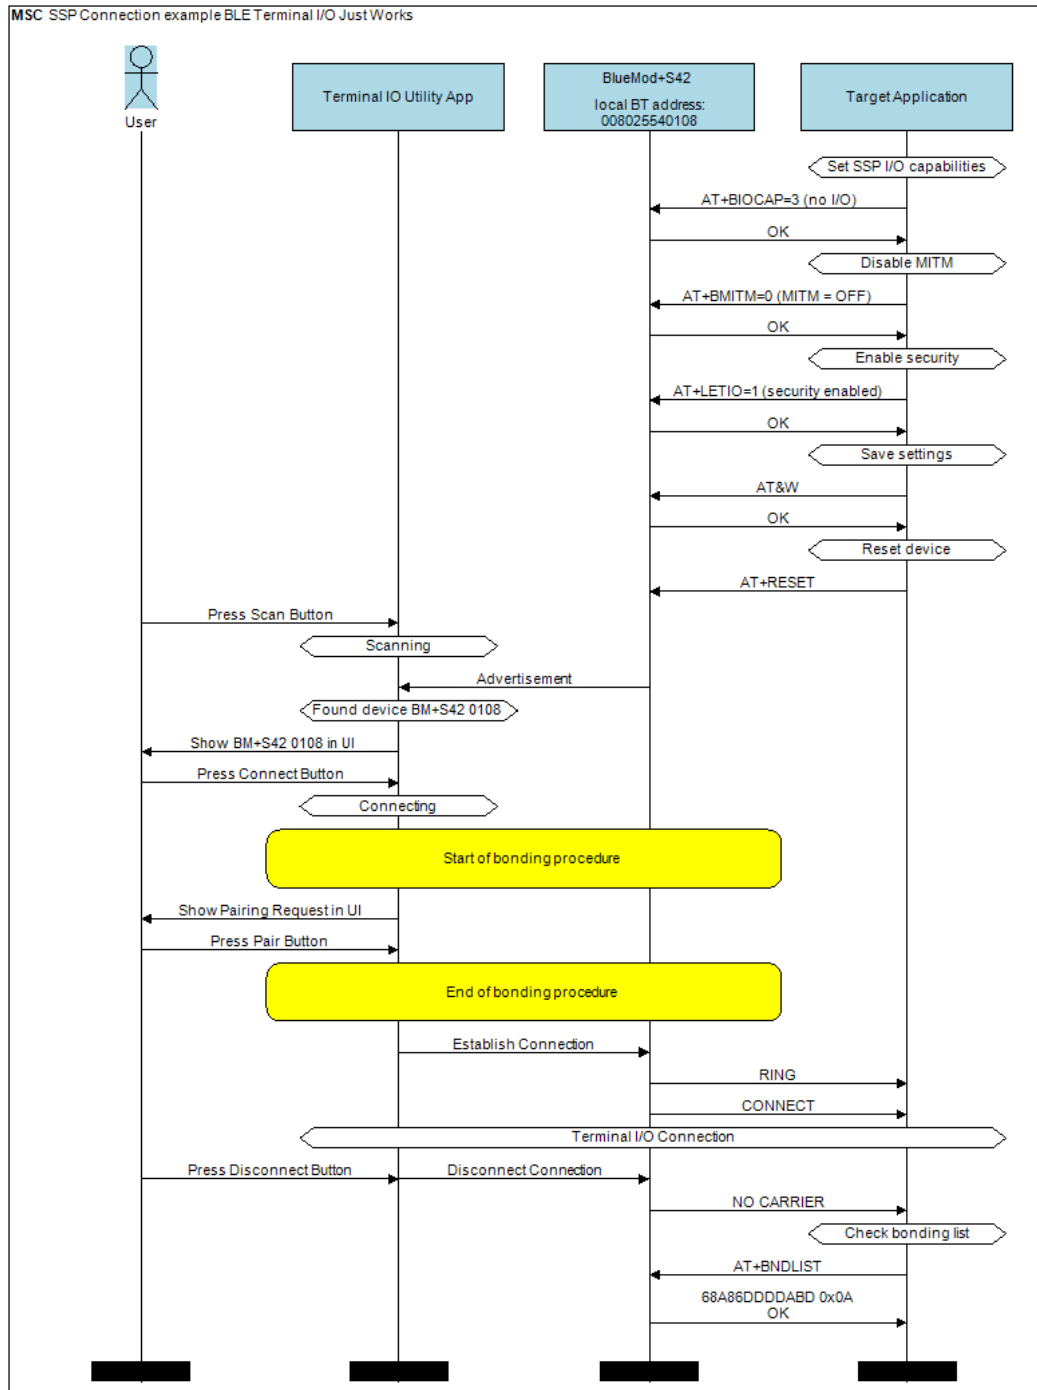 MSC SSP Connection example BLE Terminal I/O Just Works
User
Terminal IO Utility App
BlueMod+S42
local BT address:
008025540108
Target Application
Set SSP I/O capabilities
AT+BIOCAP=3 (no I/O)
OK
Disable MITM
AT+BMITM=0 (MITM = OFF)
OK
Enable security
AT+LETIO=1 (security enabled)
OK
Save settings
AT&W
OK
Reset device
AT+RESET
Press Scan Button
Scanning
Advertisement
Found device BM+S42 0108
Show BM+S42 0108 in UI
Press Connect Button
Connecting
Start of bonding procedure
Show Pairing Request in UI
Press Pair Button
End of bonding procedure
Establish Connection
RING
CONNECT
Terminal I/O Connection
Press Disconnect Button
Disconnect Connection
NO CARRIER
Check bonding list
AT+BNDLIST
68A86DDDDABD 0x0A
OK